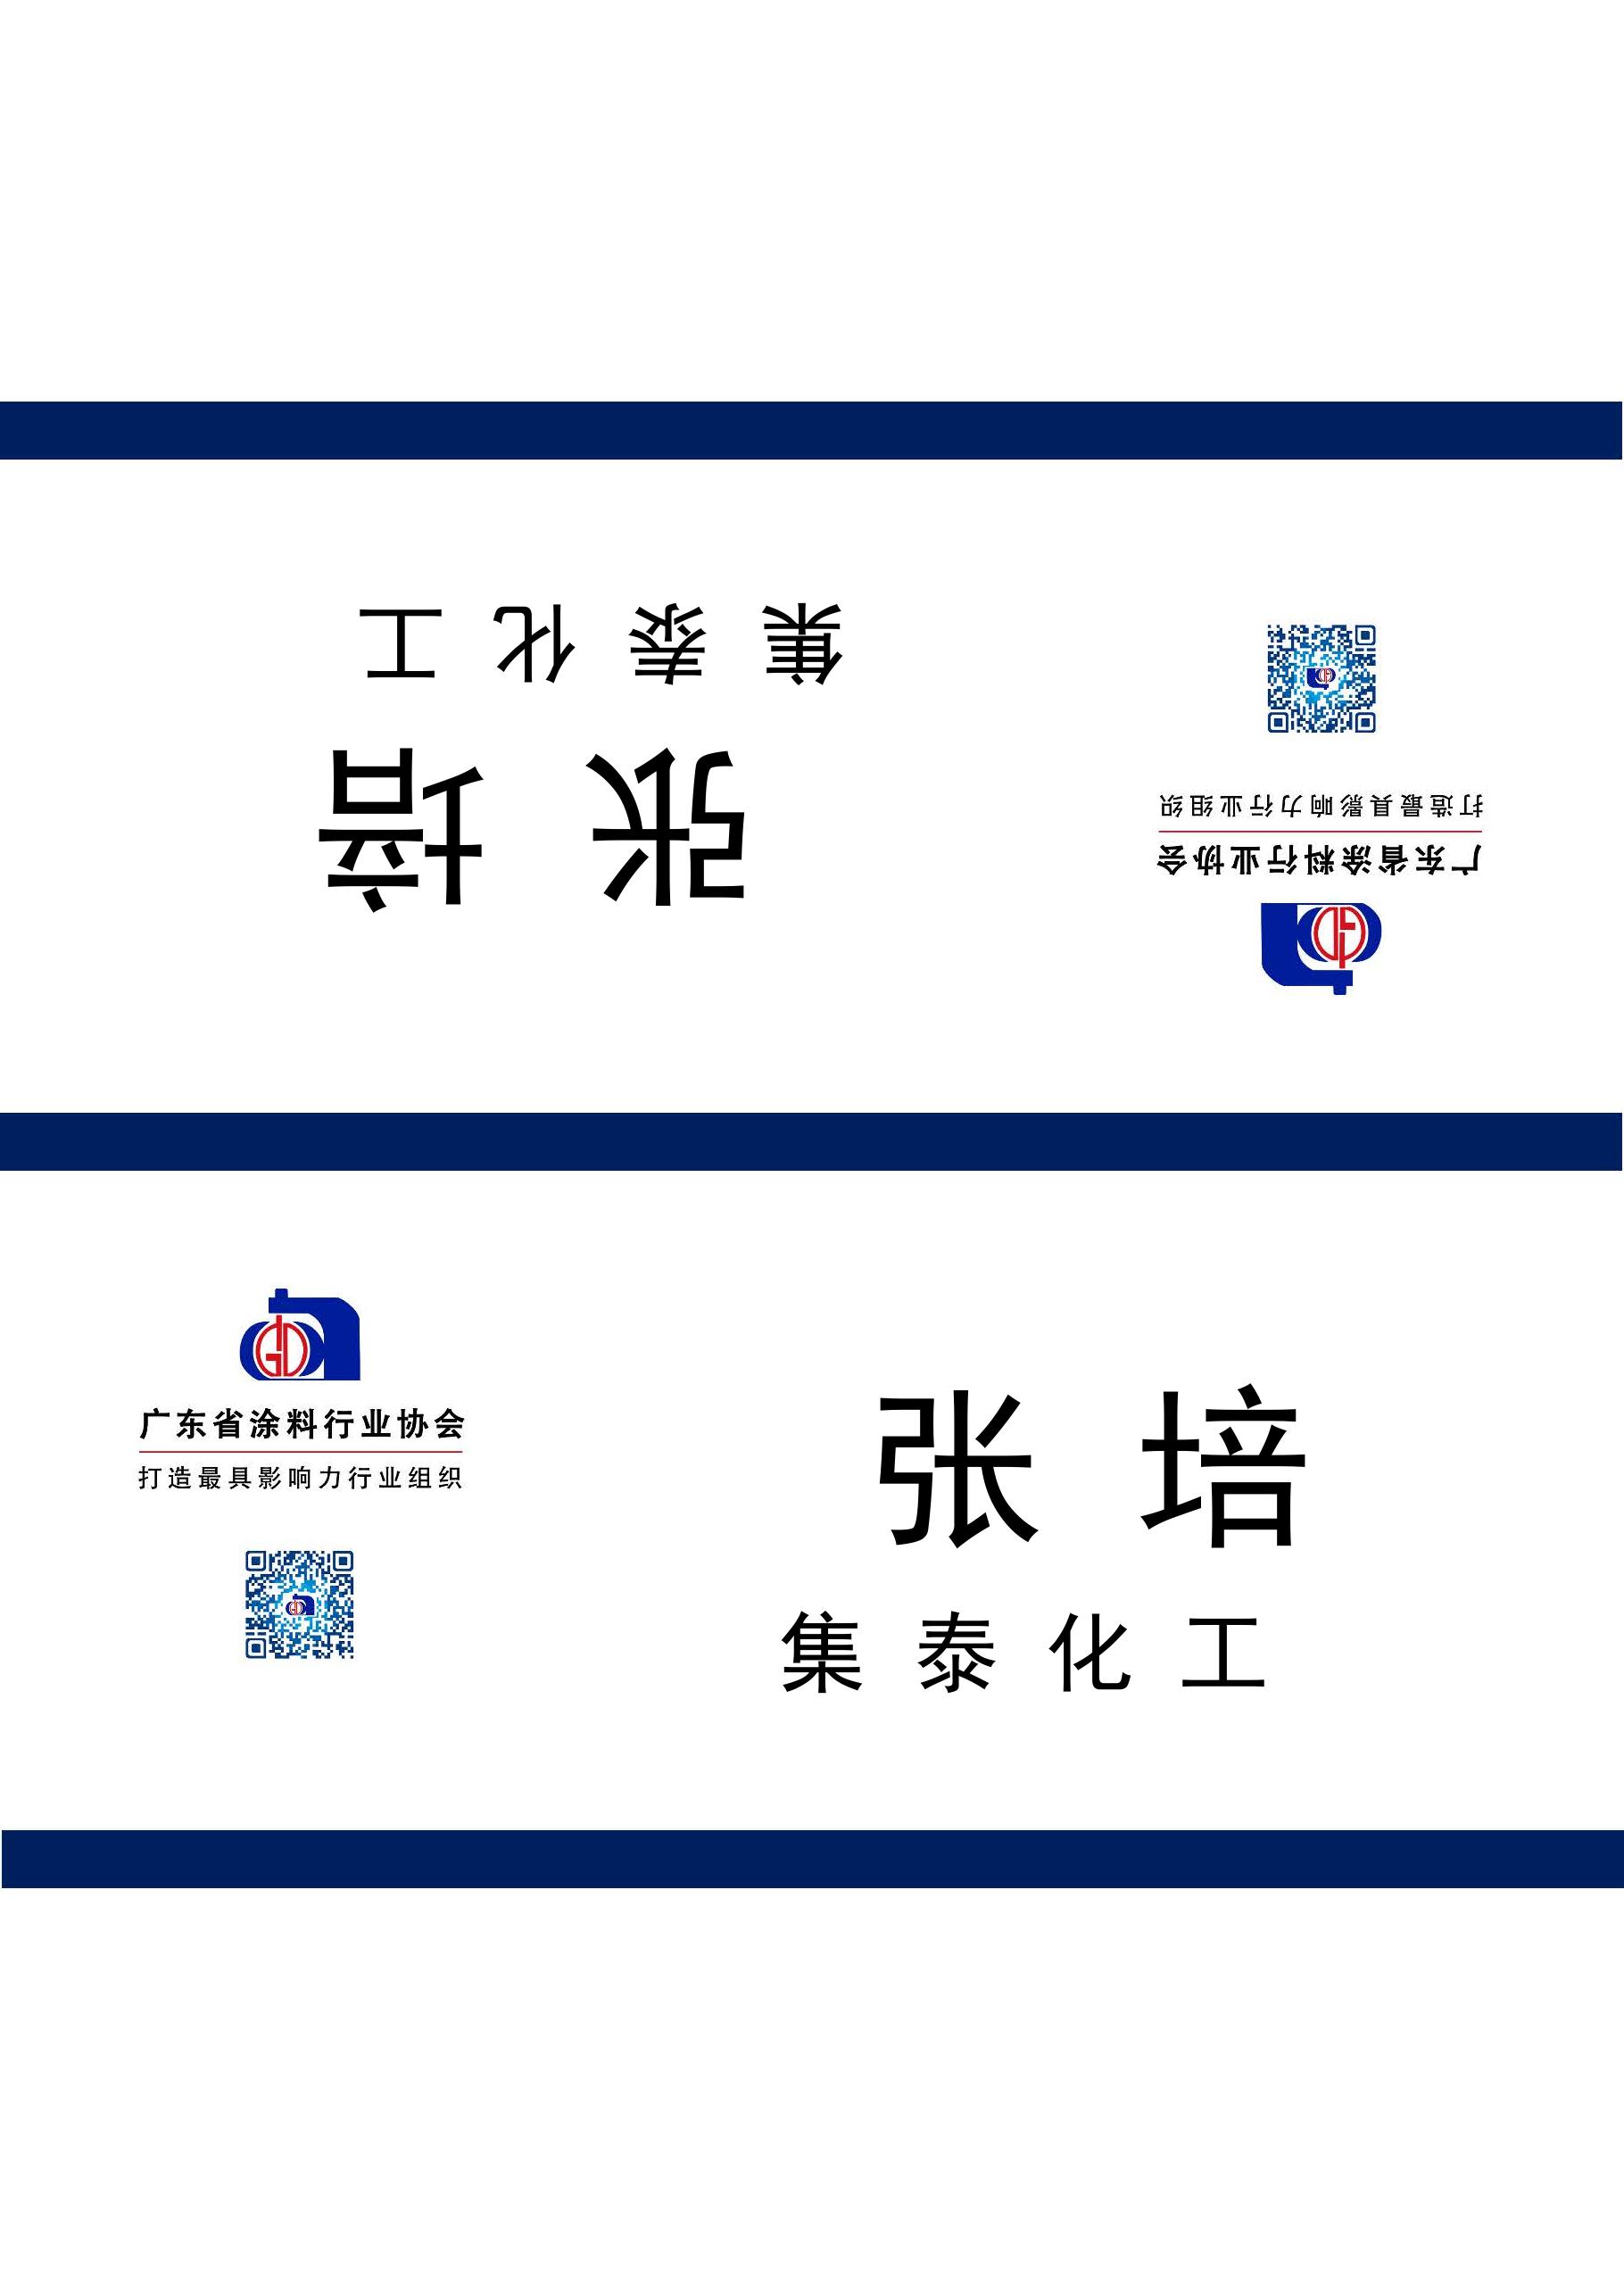 集泰化工
张培
打造最具影响力行业组织
广东省涂料行业协会
广东省涂料行业协会
打造最具影响力行业组织
张培
集泰化工